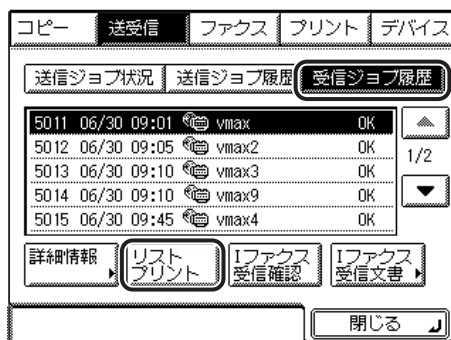 コピー 送受信 ファクス プリント デバイス
送信ジョブ状況 送信ジョブ履歴 受信ジョブ履歴
5011 06/30 09:01 vmax OK
5012 06/30 09:05 vmax2 OK
1/2
5013 06/30 09:10 vmax3 OK
5014 06/30 09:10 vmax9 OK
5015 06/30 09:45 vmax4 OK
詳細情報 リスト Iファクス Iファクス
プリント 受信確認 受信文書
閉じる